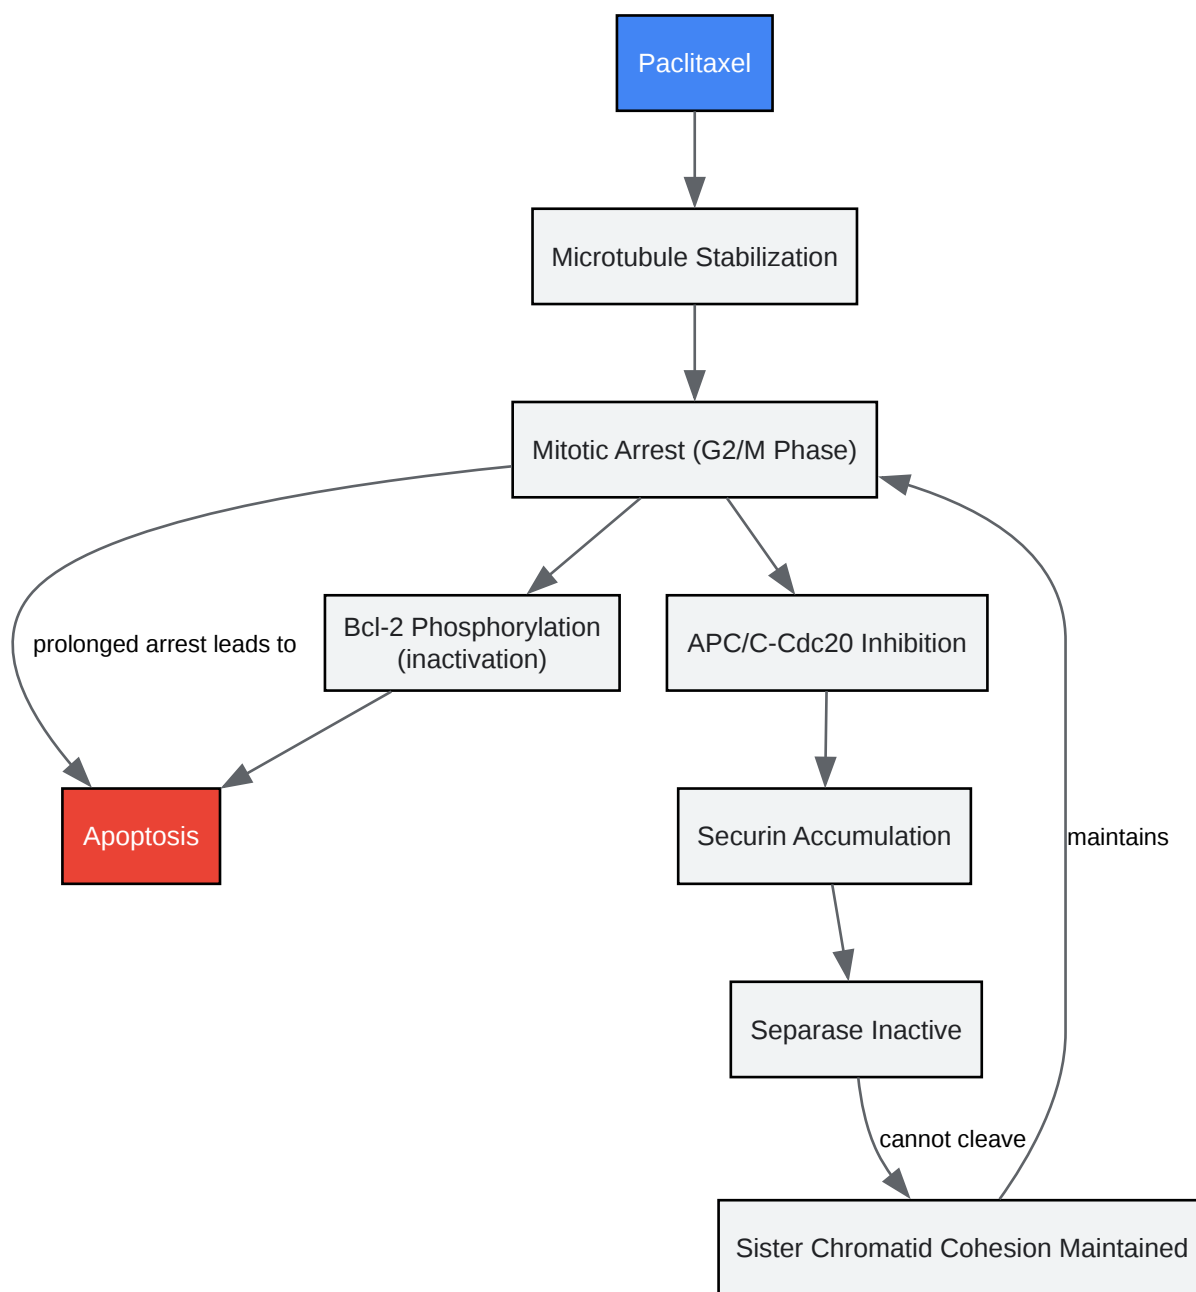 Paclitaxel
Microtubule Stabilization
Mitotic Arrest (G2/M Phase)
prolonged arrest leads to
Bcl-2 Phosphorylation
(inactivation)
APC/C-Cdc20 Inhibition
Apoptosis
Securin Accumulation
maintains
Separase Inactive
cannot cleave
Sister Chromatid Cohesion Maintained